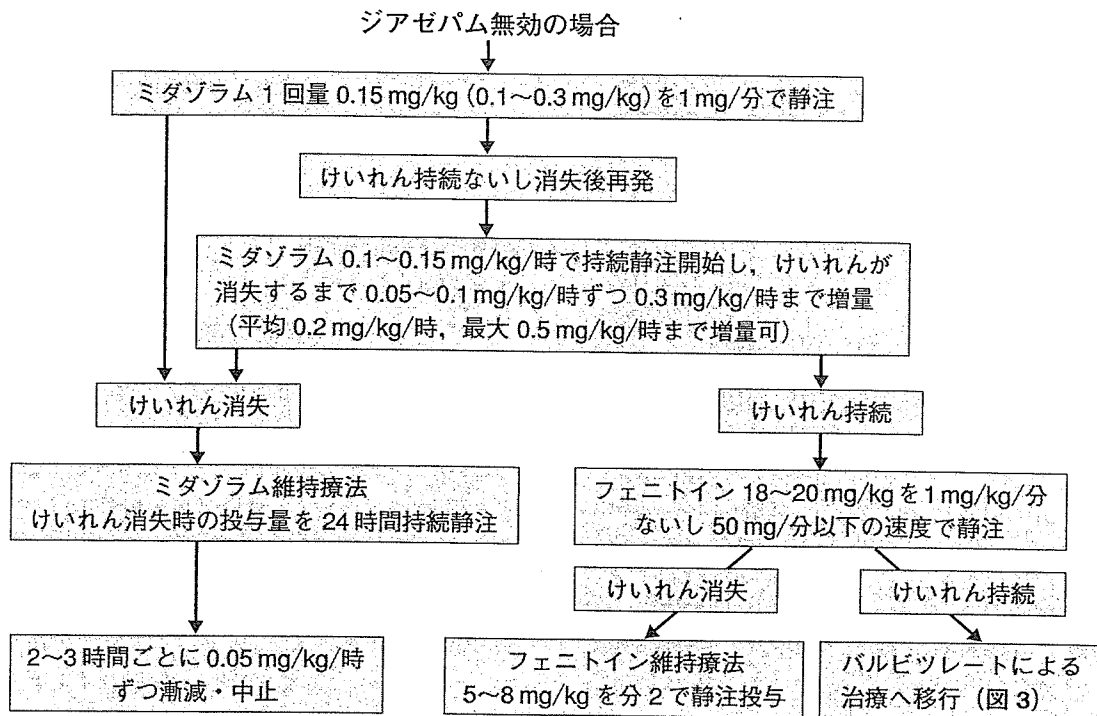 ジアゼパム無効の場合
ミダゾラム 1 回量 0.15 mg/kg (0.1～0.3 mg/kg) を1 mg/分で静注
けいれん持続ないし消失後再発
ミダゾラム 0.1～0.15 mg/kg/時で持続静注開始し，けいれんが
消失するまで 0.05～0.1 mg/kg/時ずつ 0.3 mg/kg/時まで増量
（平均 0.2 mg/kg/時，最大 0.5 mg/kg/時まで増量可）
けいれん消失
けいれん持続
ミダゾラム維持療法
けいれん消失時の投与量を 24 時間持続静注
フェニトイン 18～20 mg/kg を 1 mg/kg/分
ないし 50 mg/分以下の速度で静注
けいれん消失
けいれん持続
2～3 時間ごとに 0.05 mg/kg/時
ずつ漸減・中止
フェニトイン維持療法
5～8 mg/kg を分 2 で静注投与
バルビツレートによる
治療へ移行（図 3）